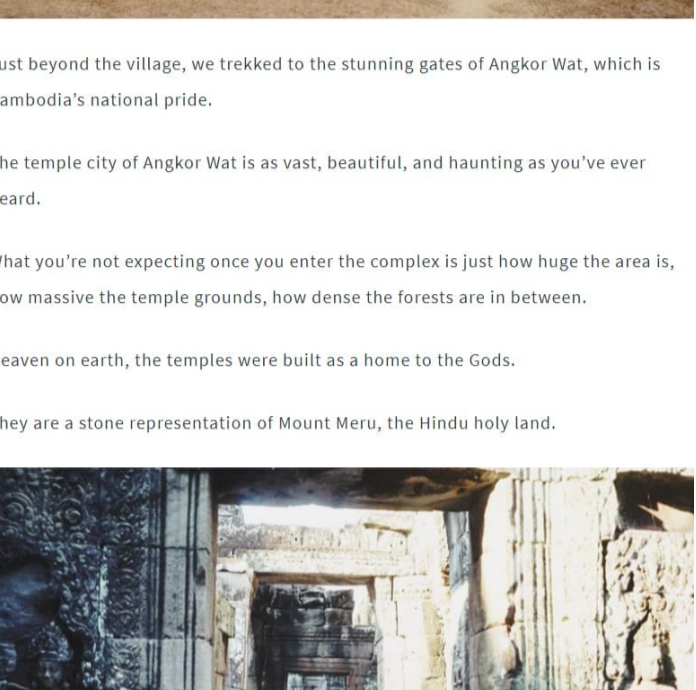 ust beyond the village, we trekked to the stunning gates of Angkor Wat, which is
ambodia’s national pride.
he temple city of Angkor Wat is as vast, beautiful, and haunting as you’ve ever
eard.
hat you’re not expecting once you enter the complex is just how huge the area is,
ow massive the temple grounds, how dense the forests are in between.
eaven on earth, the temples were built as a home to the Gods.
hey are a stone representation of Mount Meru, the Hindu holy land.